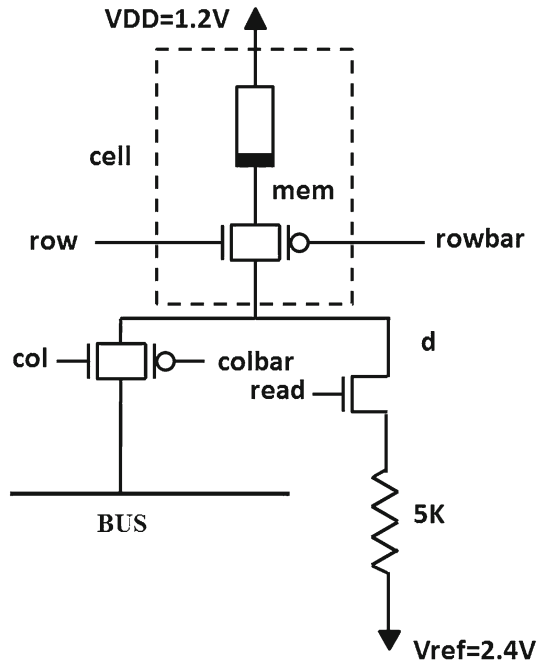 VDD=1.2V
cell
mem
row
rowbar
d
col
colbar
read
BUS
5K
Vref=2.4V